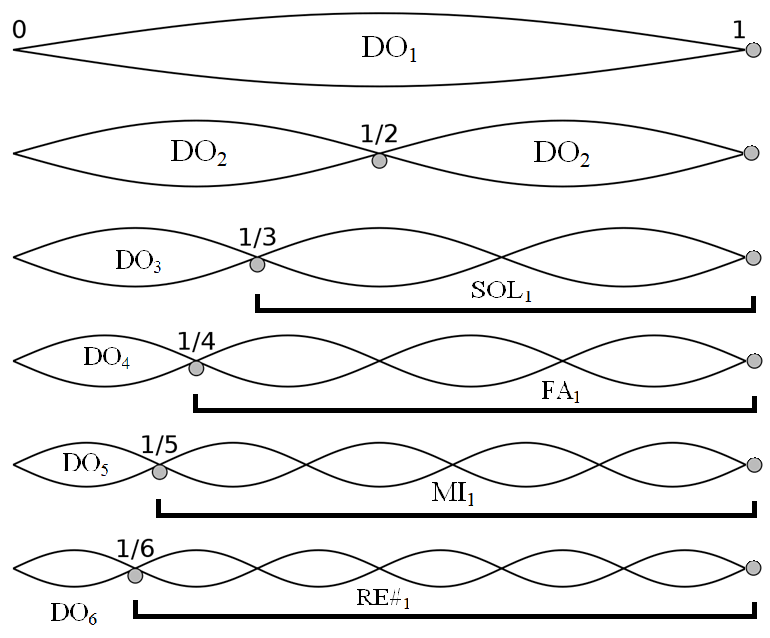 0 1
DO1
1/2
DO2 DO2
1/3
DO3
SOL1
1/4
DO4
FA1
1/5
DO5
MI1
1/6
RE#1
DO6